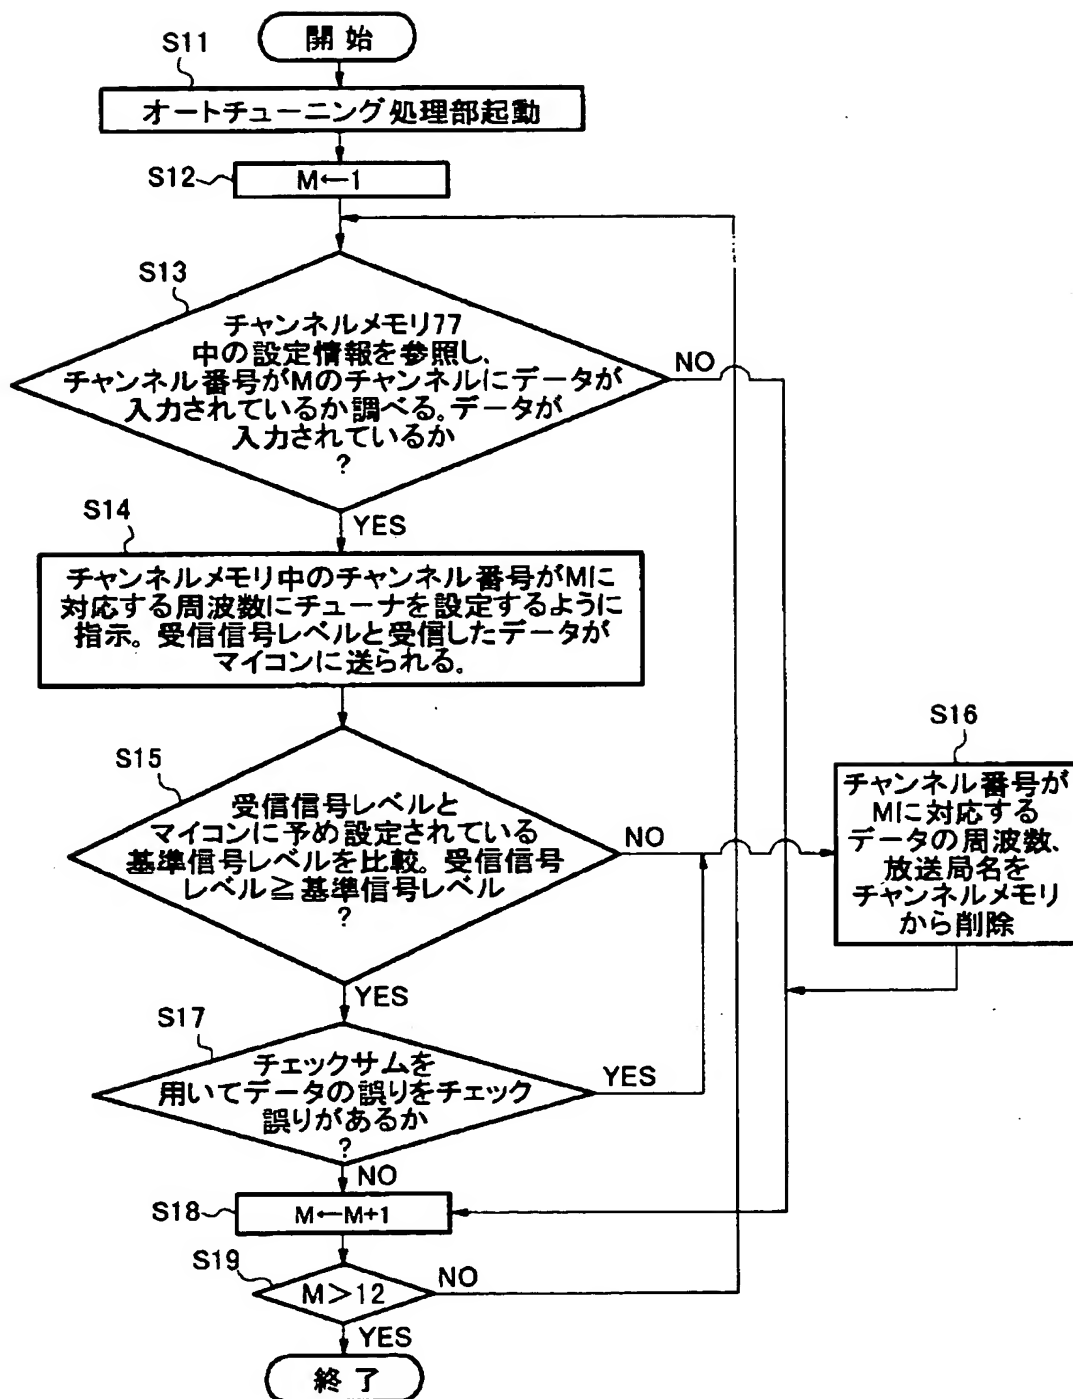 開始
S11
オートチューニング処理部起動
S12
M←1
S13
チャンネルメモリ77
中の設定情報を参照し、
チャンネル番号がMのチャンネルにデータが
入力されているか調べる。データが
入力されているか
?
NO
YES
S14
チャンネルメモリ中のチャンネル番号がMに
対応する周波数にチューナを設定するように
指示。受信信号レベルと受信したデータが
マイコンに送られる。
S15
受信信号レベルと
マイコンに予め設定されている
基準信号レベルを比較。受信信号
レベル≧基準信号レベル
?
NO
YES
S16
チャンネル番号が
Mに対応する
データの周波数、
放送局名を
チャンネルメモリ
から削除
S17
チェックサムを
用いてデータの誤りをチェック
誤りがあるか
?
YES
NO
S18
M←M+1
S19
M>12
NO
YES
終了